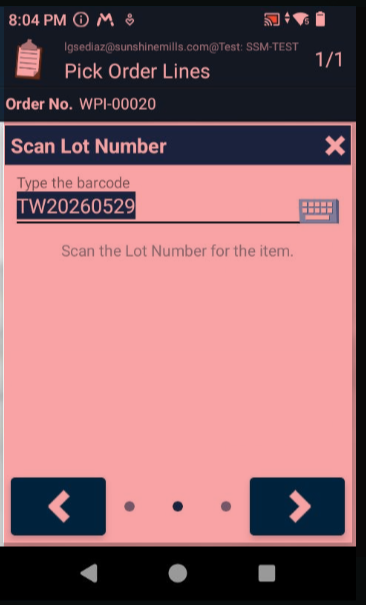 8:04 PM
lgsediaz@sunshinemills.com@Test: SSM-TEST
Pick Order Lines
1/1
Order No. WPI-00020
Scan Lot Number
Type the barcode
TW20260529
Scan the Lot Number for the item.